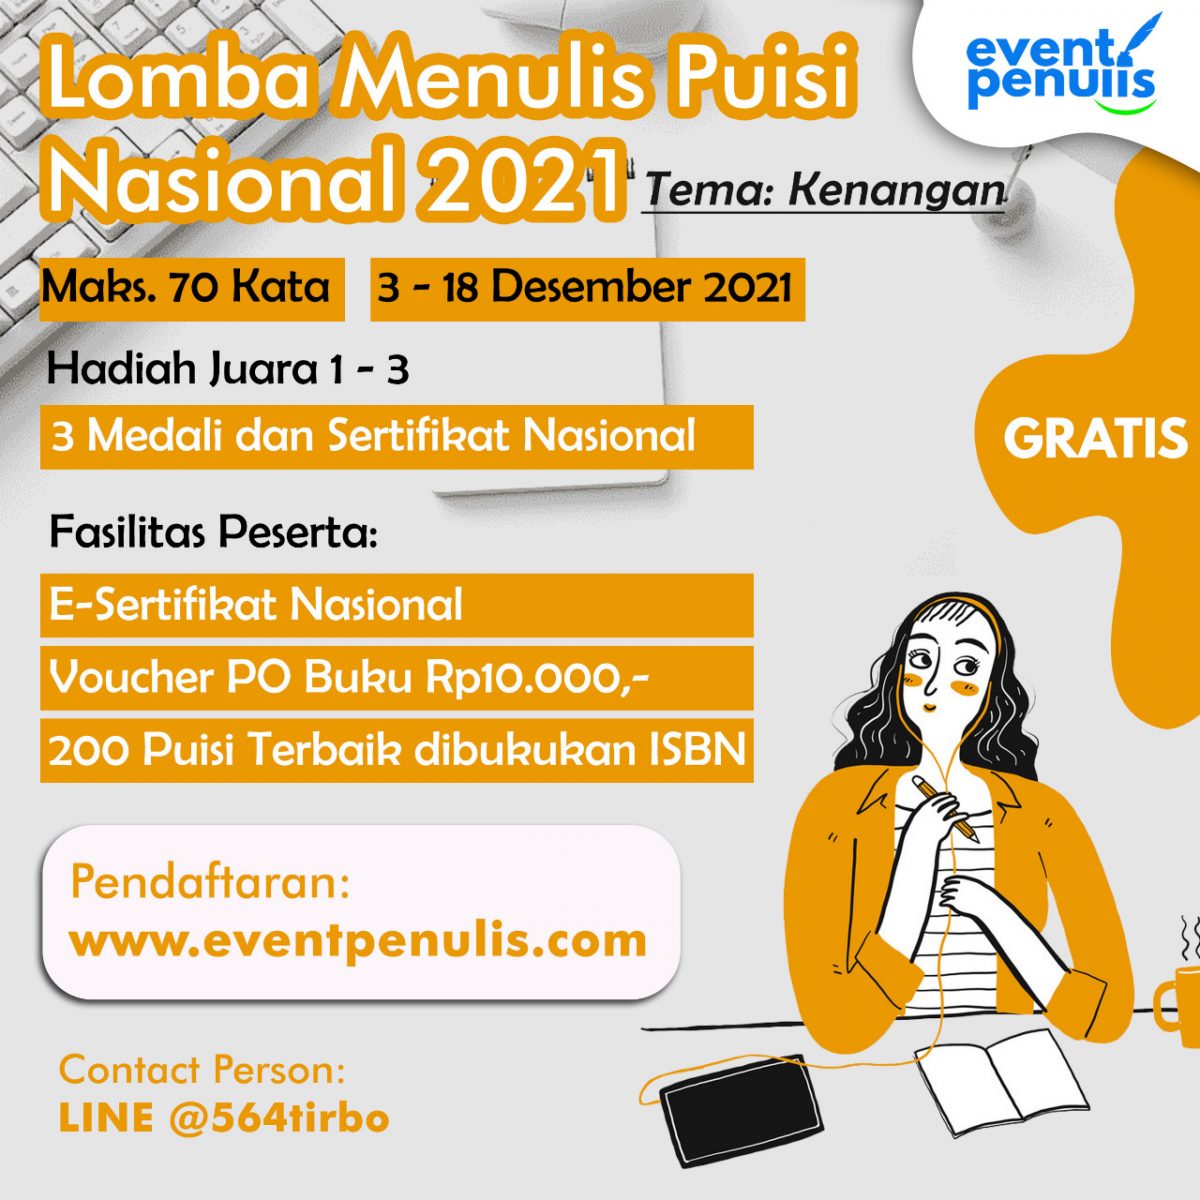 event
penulis
Lomba Menulis Puisi
Nasional 2021
Tema: Kenangan
Maks. 70 Kata
3 - 18 Desember 2021
Hadiah Juara 1 - 3
3 Medali dan Sertifikat Nasional
GRATIS
Fasilitas Peserta:
E-Sertifikat Nasional
Voucher PO Buku Rp10.000,-
200 Puisi Terbaik dibukukan ISBN
Pendaftaran:
www.eventpenulis.com
Contact Person:
LINE @564tirbo